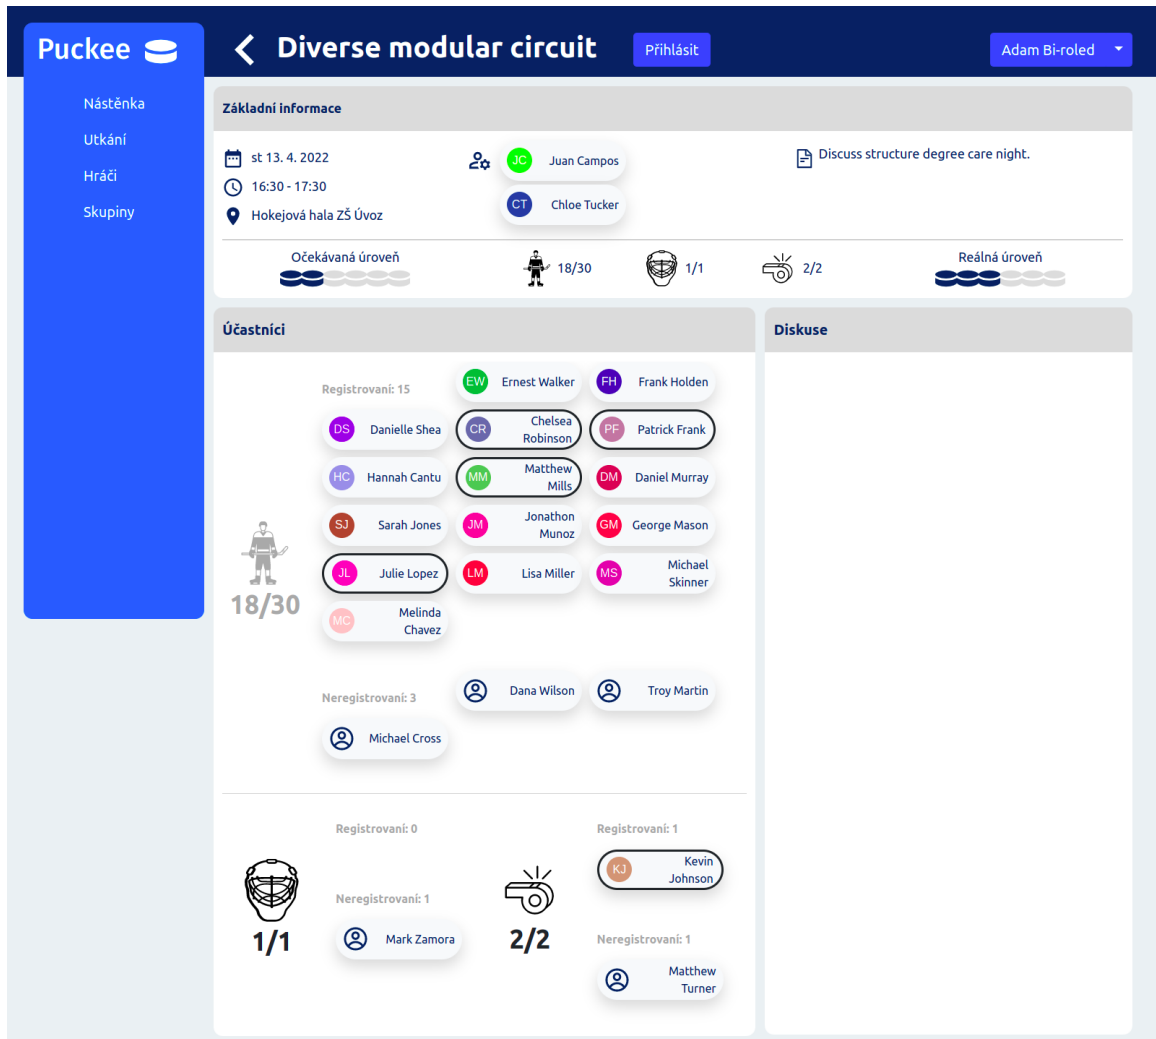 Puckee
Diverse modular circuit
Přihlásit
Adam Bi-roled
Nástěnka
Utkání
Hráči
Skupiny
Základní informace
st 13. 4. 2022
16:30 - 17:30
Hokejová hala ZŠ Úvoz
JC Juan Campos
CT Chloe Tucker
Discuss structure degree care night.
Očekávaná úroveň
18/30
1/1
2/2
Reálná úroveň
Účastníci
18/30
Registrovaní: 15
EW Ernest Walker
FH Frank Holden
DS Danielle Shea
CR Chelsea
Robinson
PF Patrick Frank
HC Hannah Cantu
MM Matthew
Mills
DM Daniel Murray
SJ Sarah Jones
JM Jonathon
Munoz
GM George Mason
JL Julie Lopez
LM Lisa Miller
MS Michael
Skinner
MC Melinda
Chavez
Neregistrovaní: 3
Dana Wilson
Troy Martin
Michael Cross
1/1
Registrovaní: 0
Neregistrovaní: 1
Mark Zamora
2/2
Registrovaní: 1
KJ Kevin
Johnson
Neregistrovaní: 1
Matthew
Turner
Diskuse